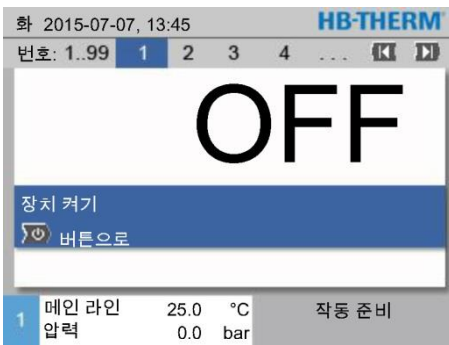 화 2015-07-07, 13:45 HB-THERM
번호: 1..99 1 2 3 4 ...
OFF
장치 켜기
버튼으로
1 메인 라인 25.0 °C 작동 준비
압력 0.0 bar